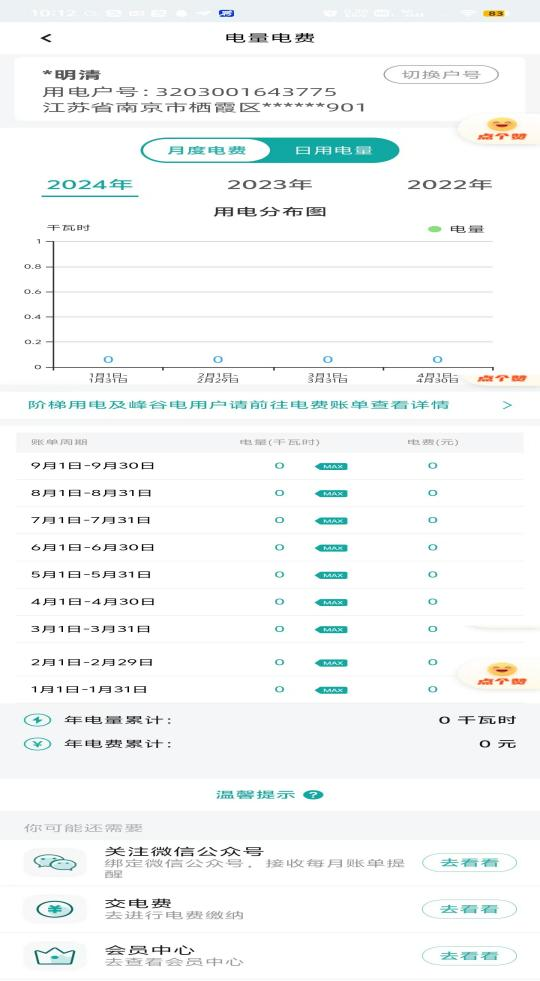 10:12
83
电量电费
*明清
切换户号
用电户号：3203001643775
江苏省南京市栖霞区******901
点个赞
月度电费
日用电量
2024年
2023年
2022年
用电分布图
千瓦时
电量
1
0.8
0.6
0.4
0.2
0
0 0 0 0
1月1日-
1月31日
2月1日-
2月29日
3月1日-
3月31日
4月1日-
4月30日
点个赞
阶梯用电及峰谷电用户请前往电费账单查看详情 >
账单周期 电量(千瓦时) 电费(元)
9月1日-9月30日 0 MAX 0
8月1日-8月31日 0 MAX 0
7月1日-7月31日 0 MAX 0
6月1日-6月30日 0 MAX 0
5月1日-5月31日 0 MAX 0
4月1日-4月30日 0 MAX 0
3月1日-3月31日 0 MAX 0
2月1日-2月29日 0 MAX 0
1月1日-1月31日 0 MAX 0
点个赞
年电量累计： 0 千瓦时
年电费累计： 0 元
温馨提示 ?
你可能还需要
关注微信公众号
绑定微信公众号，接收每月账单提
醒
去看看
交电费
去进行电费缴纳
去看看
会员中心
去查看会员中心
去看看